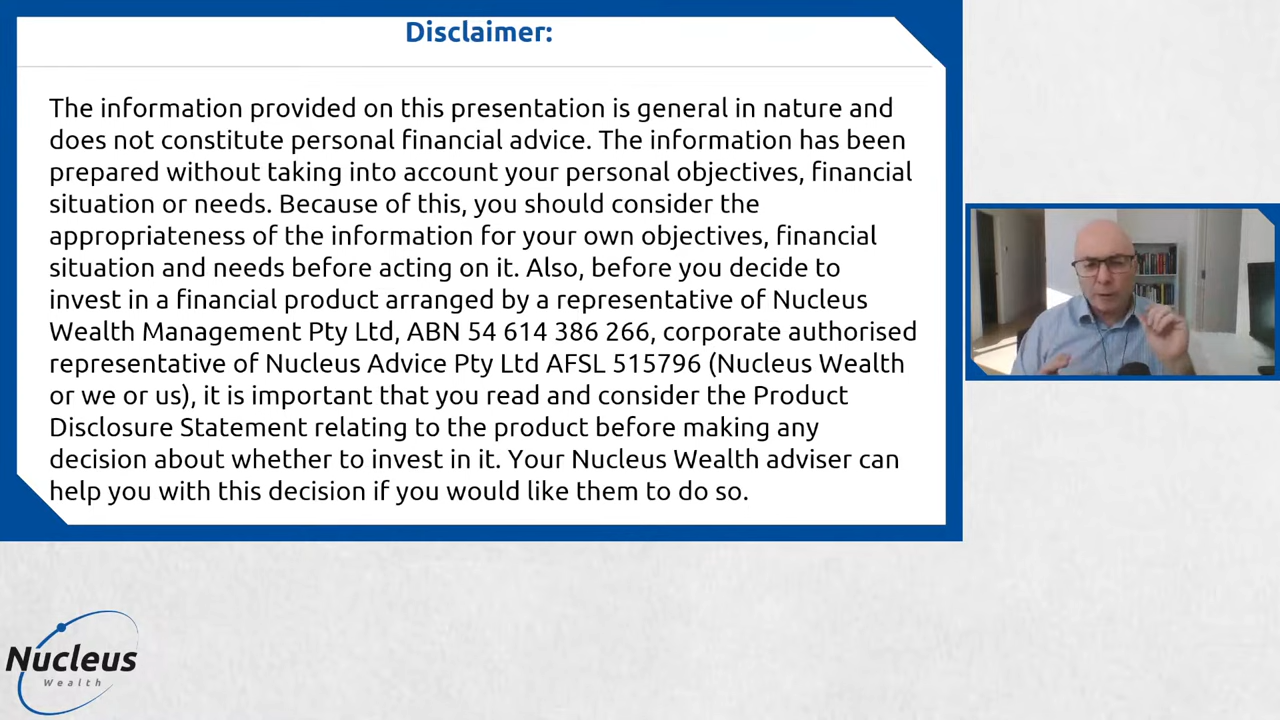 Disclaimer:
The information provided on this presentation is general in nature and
does not constitute personal financial advice. The information has been
prepared without taking into account your personal objectives, financial
situation or needs. Because of this, you should consider the
appropriateness of the information for your own objectives, financial
situation and needs before acting on it. Also, before you decide to
invest in a financial product arranged by a representative of Nucleus
Wealth Management Pty Ltd, ABN 54 614 386 266, corporate authorised
representative of Nucleus Advice Pty Ltd AFSL 515796 (Nucleus Wealth
or we or us), it is important that you read and consider the Product
Disclosure Statement relating to the product before making any
decision about whether to invest in it. Your Nucleus Wealth adviser can
help you with this decision if you would like them to do so.
Nucleus
Wealth